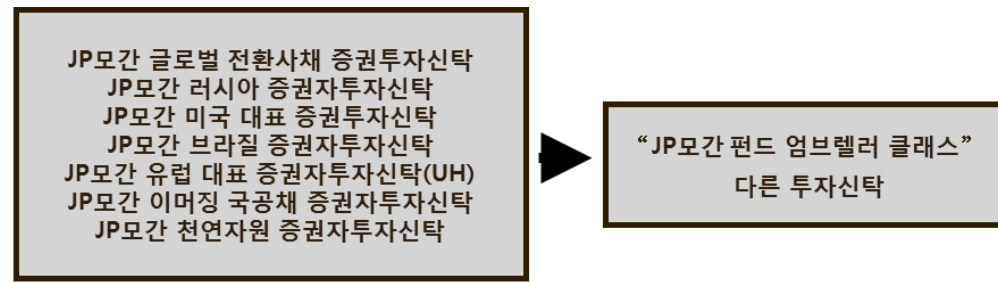 JP모간 글로벌 전환사채 증권투자신탁
JP모간 러시아 증권자투자신탁
JP모간 미국 대표 증권투자신탁
JP모간 브라질 증권자투자신탁
JP모간 유럽 대표 증권자투자신탁(UH)
JP모간 이머징 국공채 증권자투자신탁
JP모간 천연자원 증권자투자신탁
“JP모간 펀드 엄브렐러 클래스”
다른 투자신탁